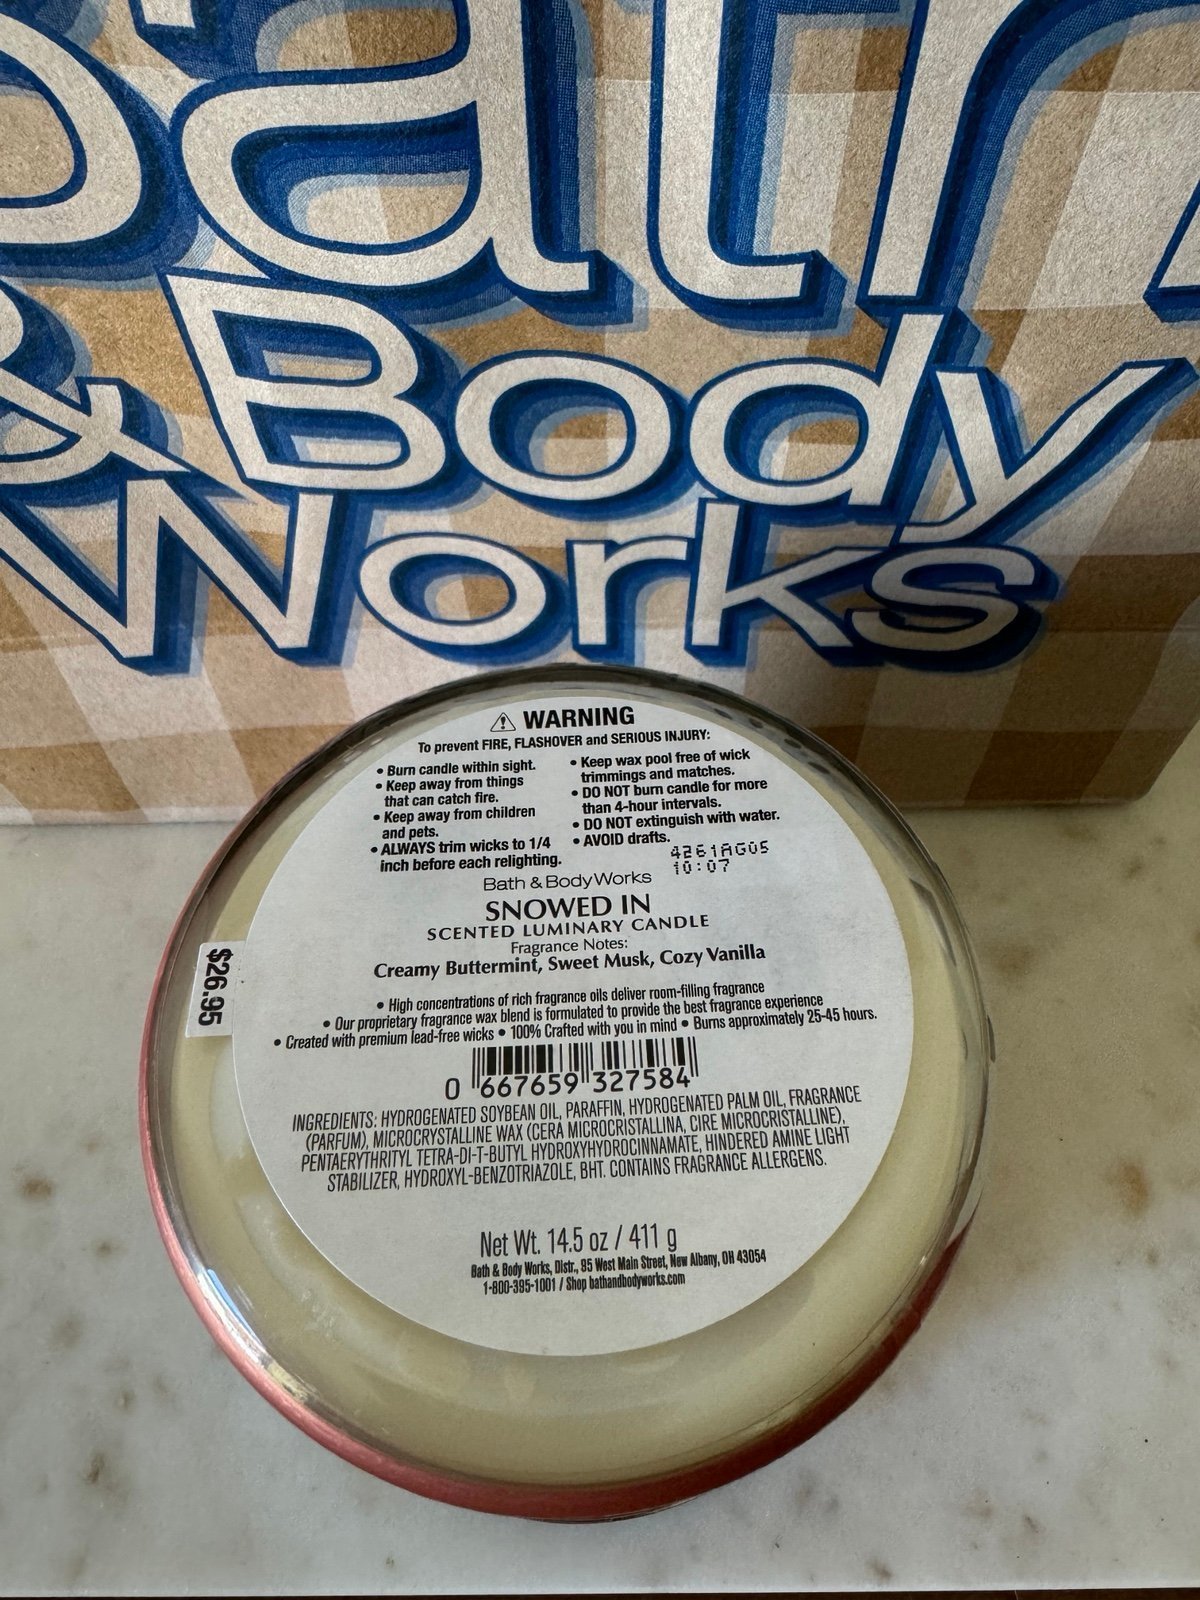 Bath
& Body
Works
⚠ WARNING
To prevent FIRE, FLASHOVER and SERIOUS INJURY:
• Burn candle within sight.
• Keep away from things
that can catch fire.
• Keep away from children
and pets.
• ALWAYS trim wicks to 1/4
inch before each relighting.
• Keep wax pool free of wick
trimmings and matches.
• DO NOT burn candle for more
than 4-hour intervals.
• DO NOT extinguish with water.
• AVOID drafts.
4261AG05
10:07
Bath & Body Works
SNOWED IN
SCENTED LUMINARY CANDLE
Fragrance Notes:
Creamy Buttermint, Sweet Musk, Cozy Vanilla
$26.95
• High concentrations of rich fragrance oils deliver room-filling fragrance
• Our proprietary fragrance wax blend is formulated to provide the best fragrance experience
• Created with premium lead-free wicks • 100% Crafted with you in mind • Burns approximately 25-45 hours.
0 667659 327584
INGREDIENTS: HYDROGENATED SOYBEAN OIL, PARAFFIN, HYDROGENATED PALM OIL, FRAGRANCE
(PARFUM), MICROCRYSTALLINE WAX (CERA MICROCRISTALLINA, CIRE MICROCRISTALLINE),
PENTAERYTHRITYL TETRA-DI-T-BUTYL HYDROXYHYDROCINNAMATE, HINDERED AMINE LIGHT
STABILIZER, HYDROXYL-BENZOTRIAZOLE, BHT. CONTAINS FRAGRANCE ALLERGENS.
Net Wt. 14.5 oz / 411 g
Bath & Body Works, Distr., 95 West Main Street, New Albany, OH 43054
1-800-395-1001 / Shop bathandbodyworks.com